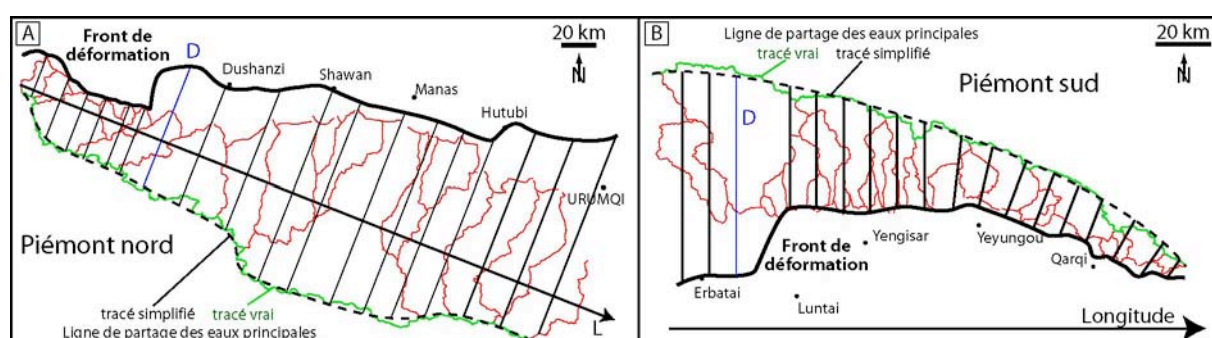 A
Front de
déformation
D
Dushanzi
Shawan
Manas
Hutubi
URUMQI
20 km
N
Piémont nord
tracé simplifié
tracé vrai
Ligne de partage des eaux principales
L
B
Ligne de partage des eaux principales
tracé vrai
tracé simplifié
20 km
N
Piémont sud
D
Front de
déformation
Yengisar
Yeyungou
Qarqi
Erbatai
Luntai
Longitude